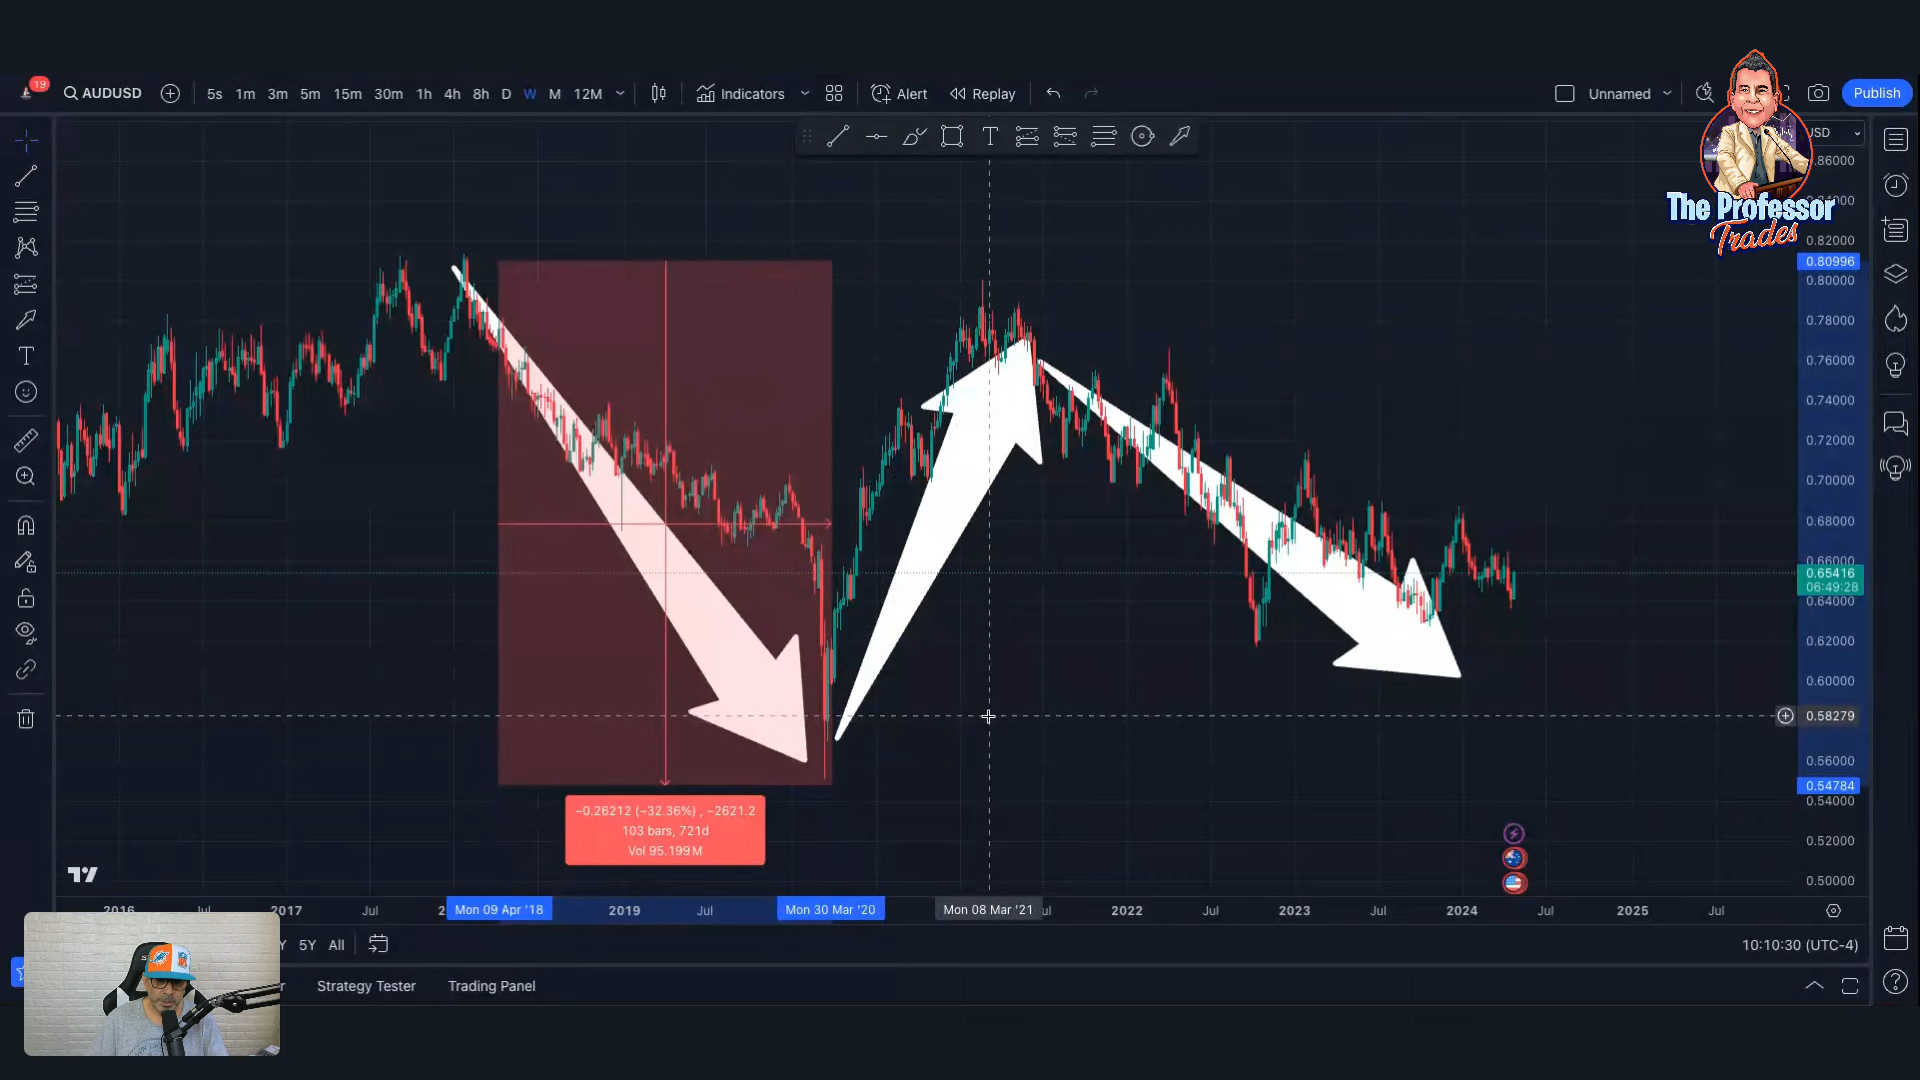 19
AUDUSD
5s 1m 3m 5m 15m 30m 1h 4h 8h D W M 12M
Indicators
Alert
Replay
Unnamed
Publish
The Professor
Trades
USD
0.86000
0.82000
0.80996
0.80000
0.78000
0.76000
0.74000
0.72000
0.70000
0.68000
0.66000
0.65416
06:49:28
0.64000
0.62000
0.60000
0.58279
0.56000
0.54784
0.54000
0.52000
0.50000
−0.26212 (−32.36%) , −2621.2
103 bars, 721d
Vol 95.199M
2016 Jul 2017 Jul Mon 09 Apr '18 2019 Jul Mon 30 Mar '20 Mon 08 Mar '21 2022 Jul 2023 Jul 2024 Jul 2025 Jul
5Y All
10:10:30 (UTC-4)
Strategy Tester
Trading Panel